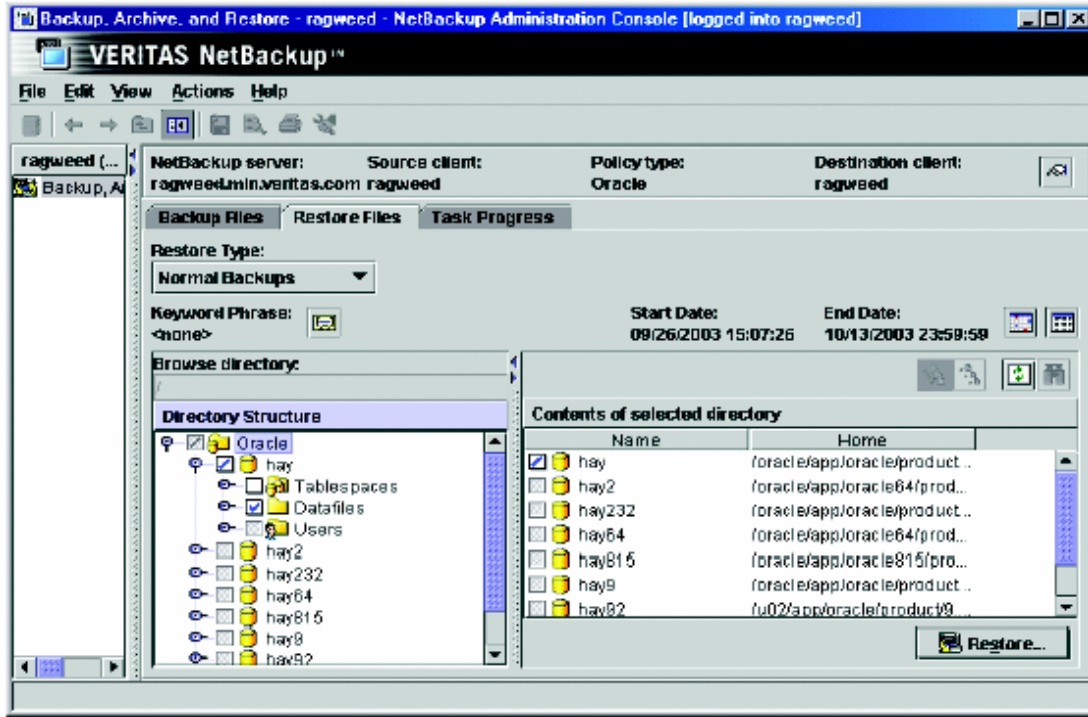 Backup, Archive, and Restore - ragweed - NetBackup Administration Console [logged into ragweed]
VERITAS NetBackup™
File Edit View Actions Help
ragweed (...
Backup, Ar
NetBackup server: Source client: Policy type: Destination client:
ragweed.min.veritas.com ragweed Oracle ragweed
Backup Files Restore Files Task Progress
Restore Type:
Normal Backups
Keyword Phrase: Start Date: End Date:
<none> 09/26/2003 15:07:26 10/13/2003 23:59:59
Browse directory:
/
Directory Structure Contents of selected directory
Name Home
Oracle
hay
Tablespaces
Datafiles
Users
hay2
hay232
hay64
hay815
hay9
hay92
hay /oracle/app/oracle/product...
hay2 /oracle/app/oracle64/prod...
hay232 /oracle/app/oracle/product...
hay64 /oracle/app/oracle64/prod...
hay815 /oracle/app/oracle815/pro...
hay9 /oracle/app/oracle/product...
hay92 /u02/app/oracle/product/9...
Restore...